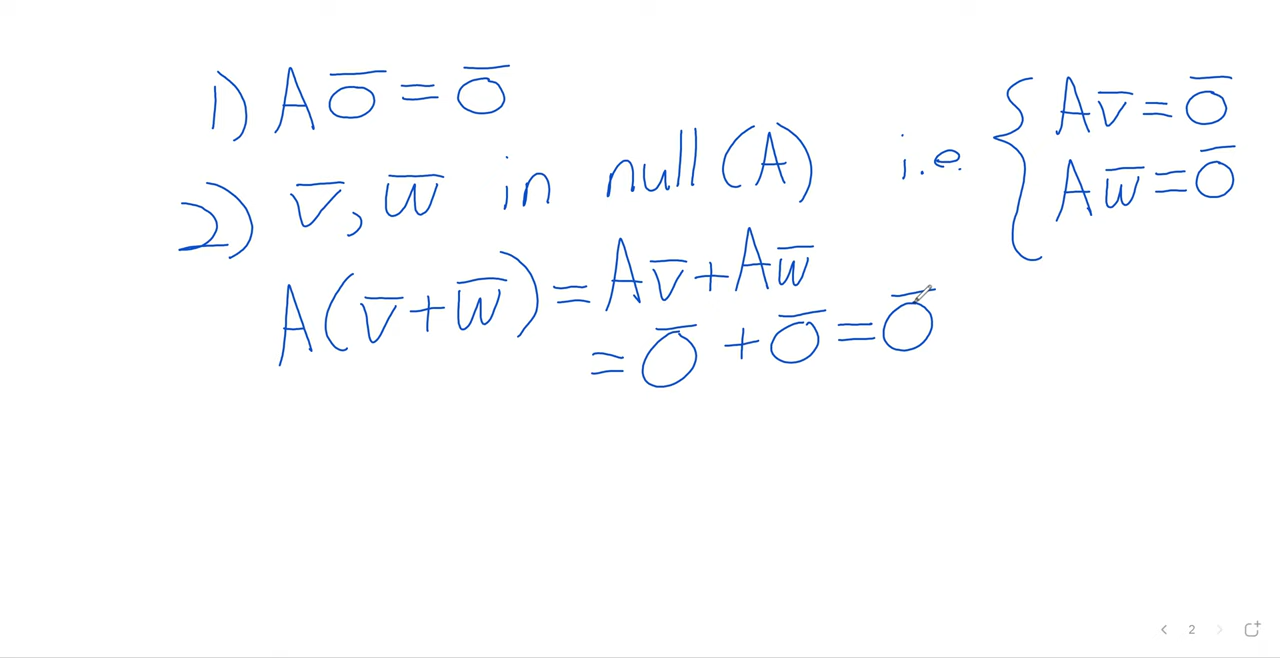 1) A0̅ = 0̅
2) v̅, w̅ in null(A) i.e. { Av̅ = 0̅
Aw̅ = 0̅
A(v̅ + w̅) = Av̅ + Aw̅
= 0̅ + 0̅ = 0̅
2